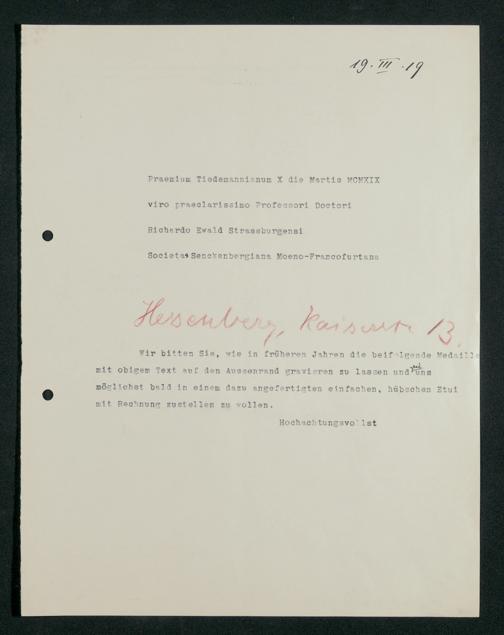 19. III. 19
Praemium Tiedemannianum X die Martis MCMXIX
viro praeclarissimo Professori Doctori
Richardo Ewald Strassburgensi
Societas Senckenbergiana Moeno-Francofurtana
Hessenberg, Kaiserstr. 13.
Wir bitten Sie, wie in früheren Jahren die beifolgende Medaille
mit obigem Text auf den Aussenrand gravieren zu lassen und uns
möglichst bald in einem dazu angefertigten einfachen, hübschen Etui
mit Rechnung zustellen zu wollen.
Hochachtungsvollst